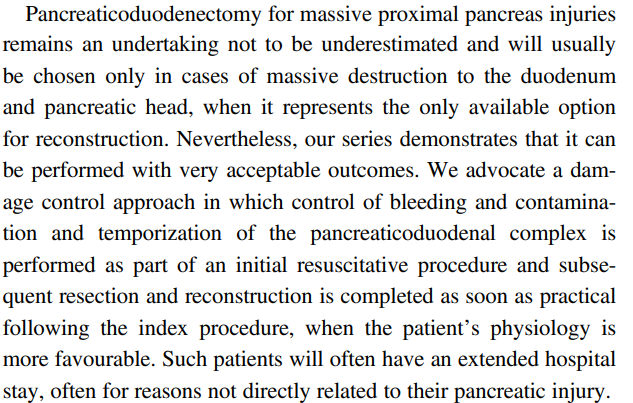 Pancreaticoduodenectomy for massive proximal pancreas injuries
remains an undertaking not to be underestimated and will usually
be chosen only in cases of massive destruction to the duodenum
and pancreatic head, when it represents the only available option
for reconstruction. Nevertheless, our series demonstrates that it can
be performed with very acceptable outcomes. We advocate a dam-
age control approach in which control of bleeding and contamina-
tion and temporization of the pancreaticoduodenal complex is
performed as part of an initial resuscitative procedure and subse-
quent resection and reconstruction is completed as soon as practical
following the index procedure, when the patient's physiology is
more favourable. Such patients will often have an extended hospital
stay, often for reasons not directly related to their pancreatic injury.